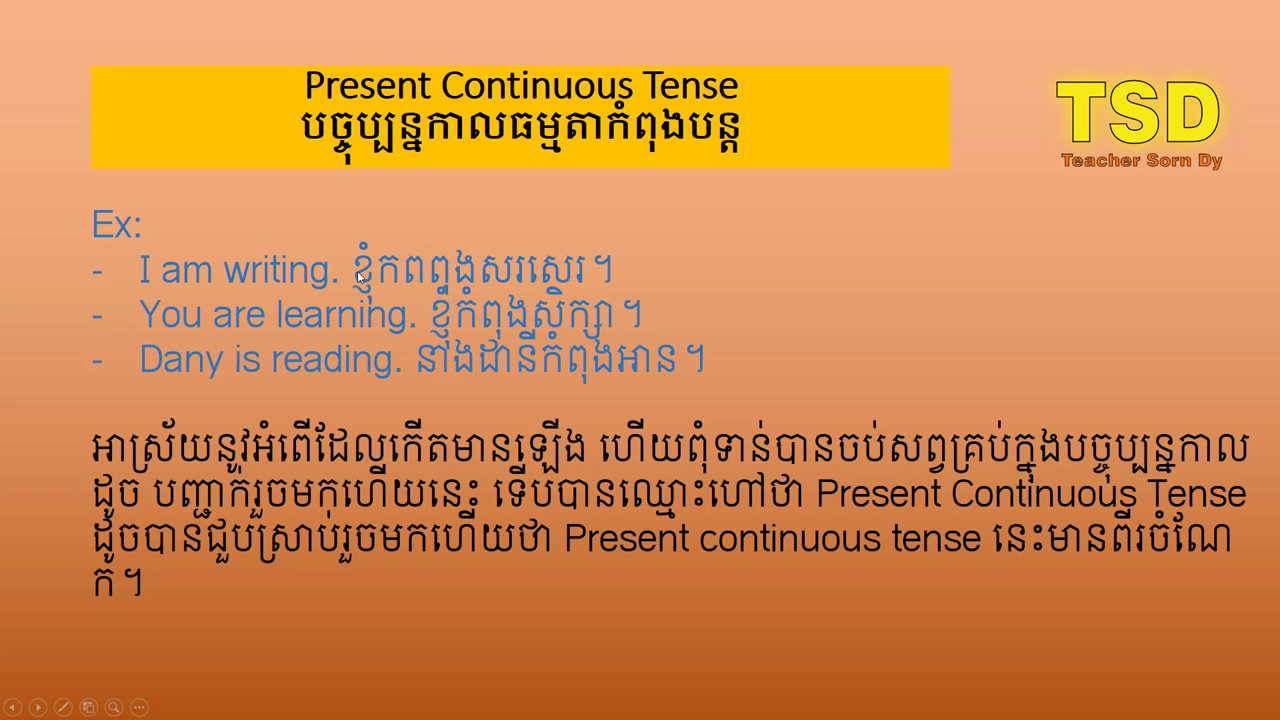 Present Continuous Tense
បច្ចុប្បន្នកាលធម្មតាកំពុងបន្ត
TSD
Teacher Sorn Dy
Ex:
- I am writing. ខ្ញុំកពពុងសរសេរ។
- You are learning. ខ្ញុំកំពុងសិក្សា។
- Dany is reading. នាងដានីកំពុងអាន។
អាស្រ័យនូវអំពើដែលកើតមានឡើង ហើយពុំទាន់បានចប់សព្វគ្រប់ក្នុងបច្ចុប្បន្នកាល
ដូច បញ្ជាក់រួចមកហើយនេះ ទើបបានឈ្មោះហៅថា Present Continuous Tense
ដូចបានជួបស្រាប់រួចមកហើយថា Present continuous tense នេះមានពីរចំណែ
ក។